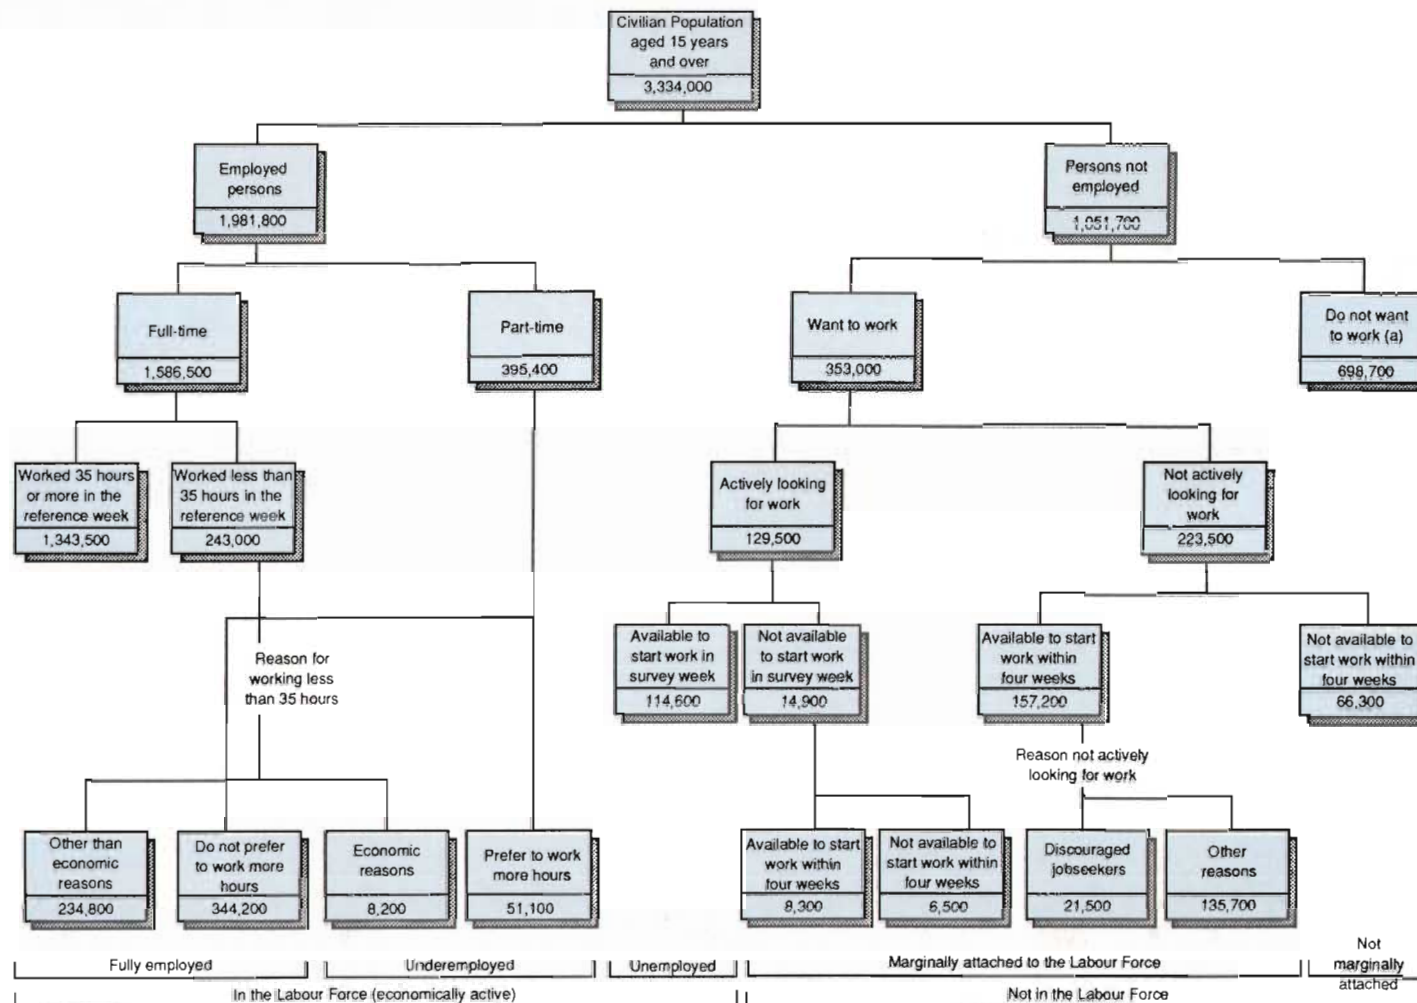 Civilian Population
aged 15 years
and over
3,334,000
Employed
persons
1,981,800
Persons not
employed
1,051,700
Full-time
1,586,500
Part-time
395,400
Want to work
353,000
Do not want
to work (a)
698,700
Worked 35 hours
or more in the
reference week
1,343,500
Worked less than
35 hours in the
reference week
243,000
Actively looking
for work
129,500
Not actively
looking for
work
223,500
Reason for
working less
than 35 hours
Available to
start work in
survey week
114,600
Not available
to start work
in survey week
14,900
Available to start
work within
four weeks
157,200
Not available to
start work within
four weeks
66,300
Reason not actively
looking for work
Other than
economic
reasons
234,800
Do not prefer
to work more
hours
344,200
Economic
reasons
8,200
Prefer to work
more hours
51,100
Available to start
work within
four weeks
8,300
Not available to
start work within
four weeks
6,500
Discouraged
jobseekers
21,500
Other
reasons
135,700
Fully employed
Underemployed
Unemployed
Marginally attached to the Labour Force
Not
marginally
attached
In the Labour Force (economically active)
Not in the Labour Force